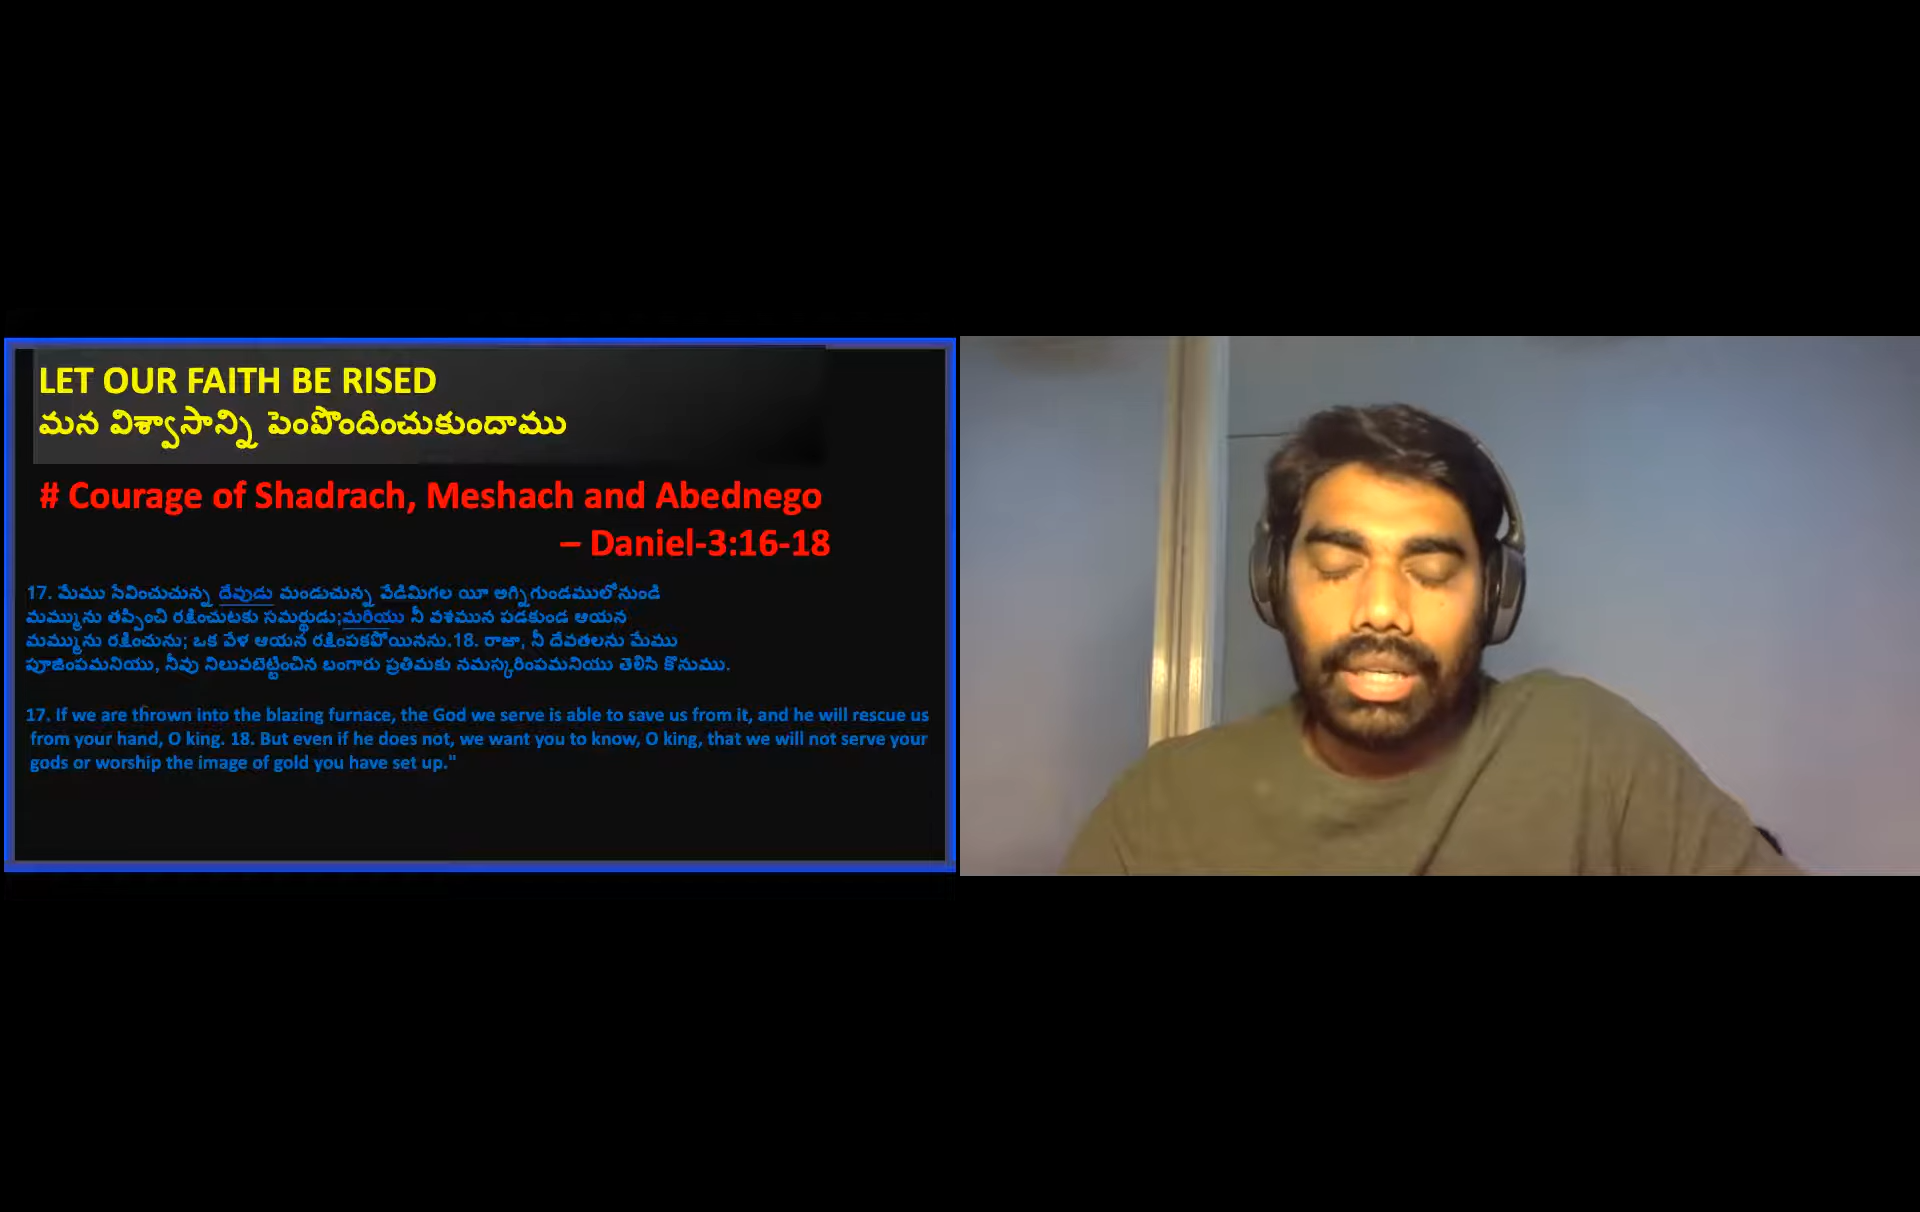 LET OUR FAITH BE RISED
మన విశ్వాసాన్ని పెంపొందించుకుందాము
# Courage of Shadrach, Meshach and Abednego
– Daniel-3:16-18
17. మేము సేవించుచున్న దేవుడు మండుచున్న వేడిమిగల యీ అగ్నిగుండములోనుండి
మమ్మును తప్పించి రక్షించుటకు సమర్థుడు;మరియు నీ వశమున పడకుండ ఆయన
మమ్మును రక్షించును; ఒక వేళ ఆయన రక్షింపకపోయినను.18. రాజా, నీ దేవతలను మేము
పూజింపమనియు, నీవు నిలువబెట్టించిన బంగారు ప్రతిమకు నమస్కరింపమనియు తెలిసి కొనుము.
17. If we are thrown into the blazing furnace, the God we serve is able to save us from it, and he will rescue us
from your hand, O king. 18. But even if he does not, we want you to know, O king, that we will not serve your
gods or worship the image of gold you have set up."